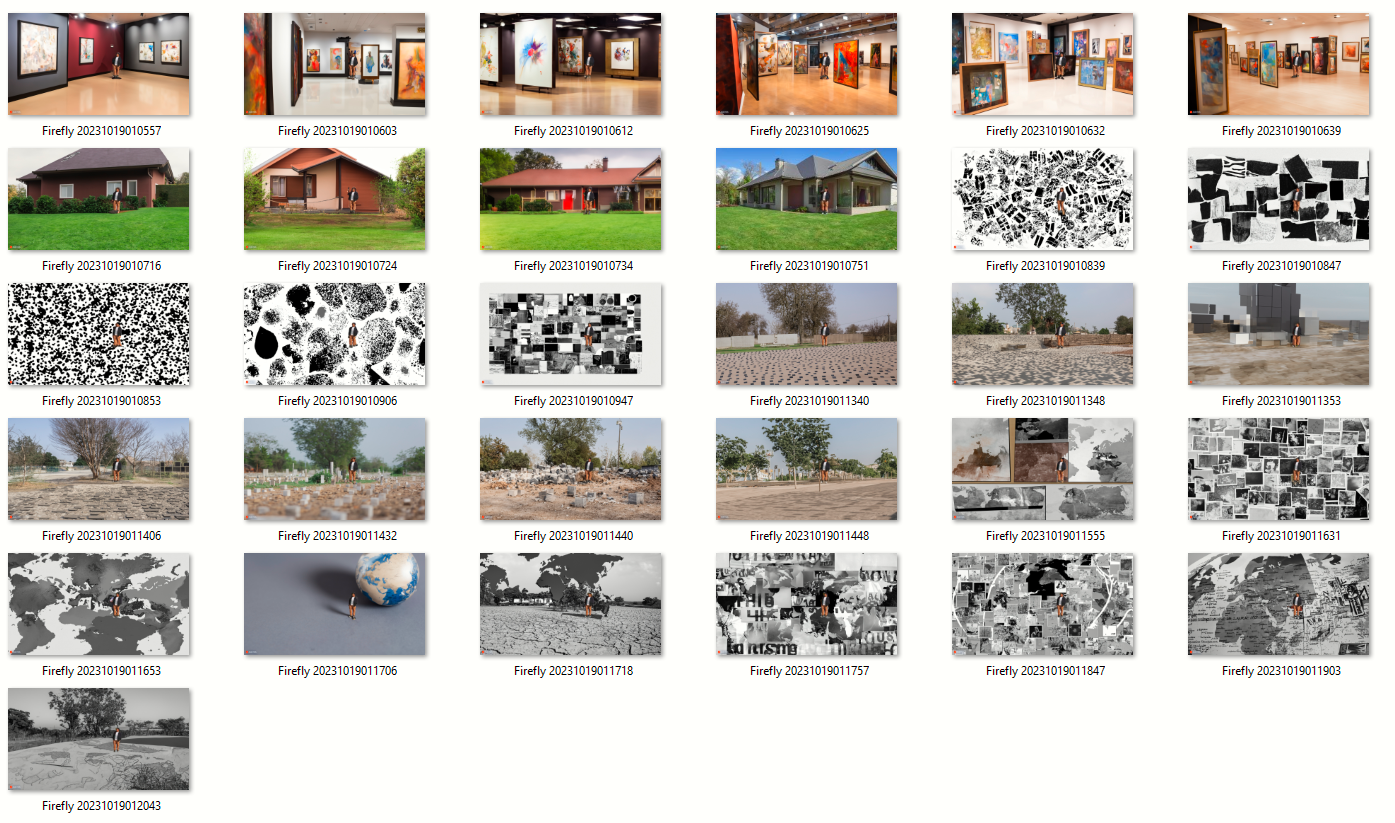 Firefly 20231019010557
Firefly 20231019010603
Firefly 20231019010612
Firefly 20231019010625
Firefly 20231019010632
Firefly 20231019010639
Firefly 20231019010716
Firefly 20231019010724
Firefly 20231019010734
Firefly 20231019010751
Firefly 20231019010839
Firefly 20231019010847
Firefly 20231019010853
Firefly 20231019010906
Firefly 20231019010947
Firefly 20231019011340
Firefly 20231019011348
Firefly 20231019011353
Firefly 20231019011406
Firefly 20231019011432
Firefly 20231019011440
Firefly 20231019011448
Firefly 20231019011555
Firefly 20231019011631
Firefly 20231019011653
Firefly 20231019011706
Firefly 20231019011718
Firefly 20231019011757
Firefly 20231019011847
Firefly 20231019011903
Firefly 20231019012043